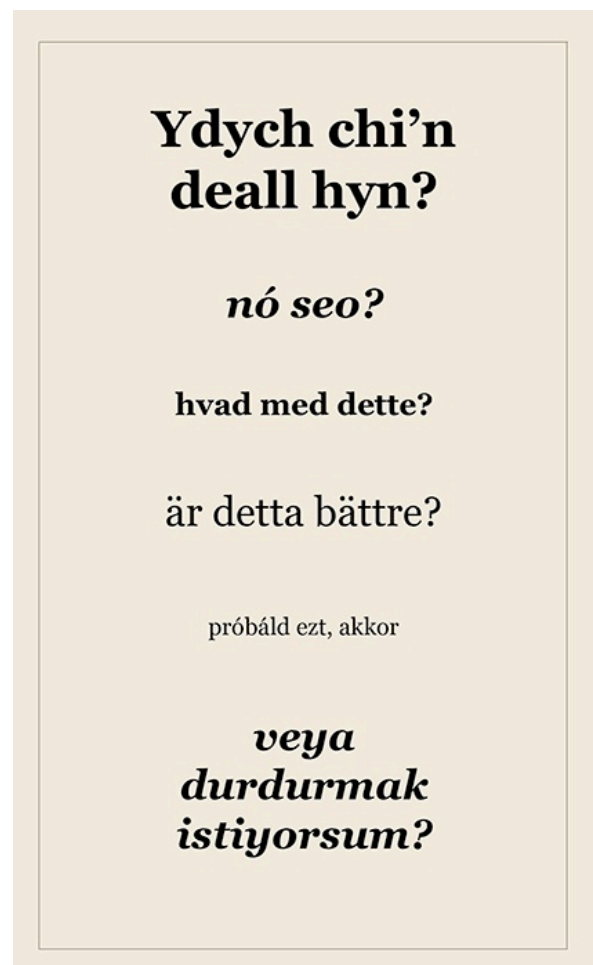 Ydych chi’n
deall hyn?
nó seo?
hvad med dette?
är detta bättre?
próbáld ezt, akkor
veya
durdurmak
istiyorsum?